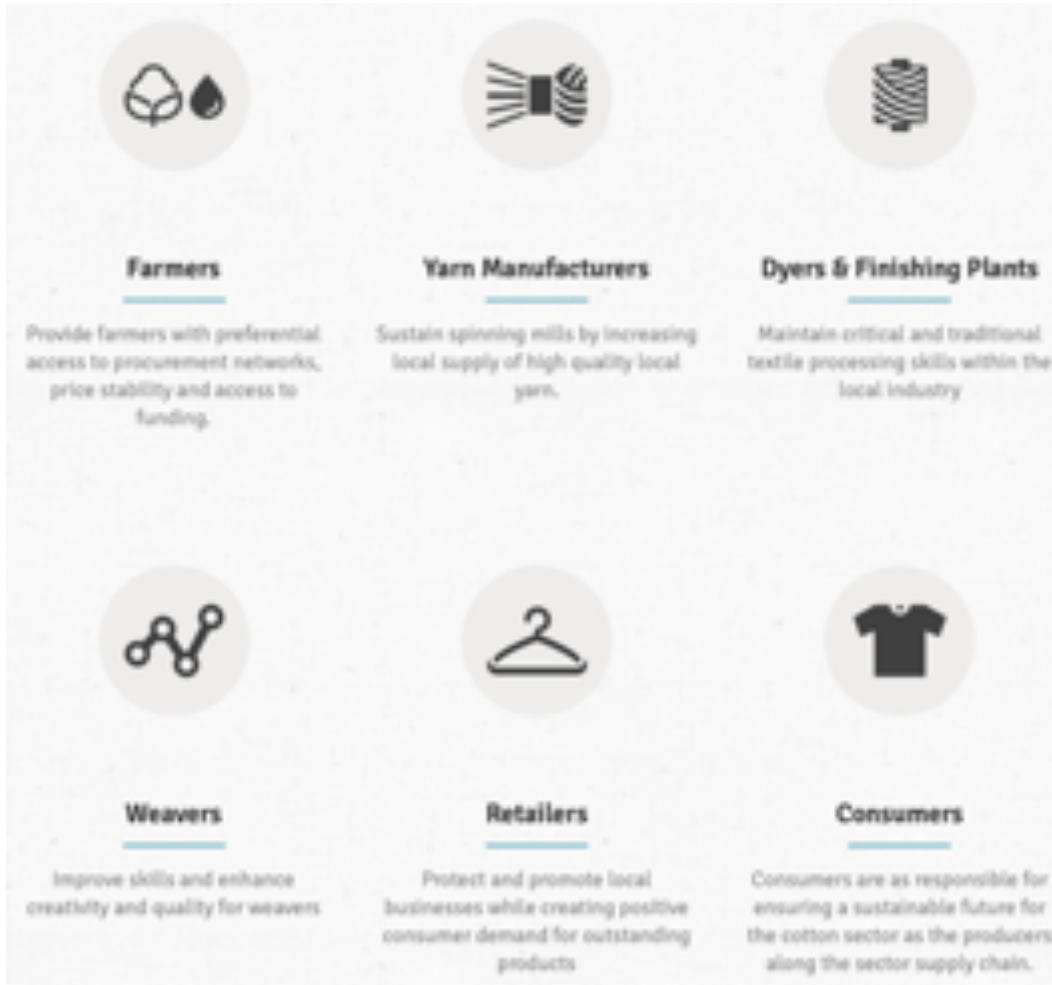 Farmers
Provide farmers with preferential
access to procurement networks,
price stability and access to
funding.
Yarn Manufacturers
Sustain spinning mills by increasing
local supply of high quality local
yarn.
Dyers & Finishing Plants
Maintain critical and traditional
textile processing skills within the
local industry
Weavers
Improve skills and enhance
creativity and quality for weavers
Retailers
Protect and promote local
businesses while creating positive
consumer demand for outstanding
products
Consumers
Consumers are as responsible for
ensuring a sustainable future for
the cotton sector as the producers
along the sector supply chain.